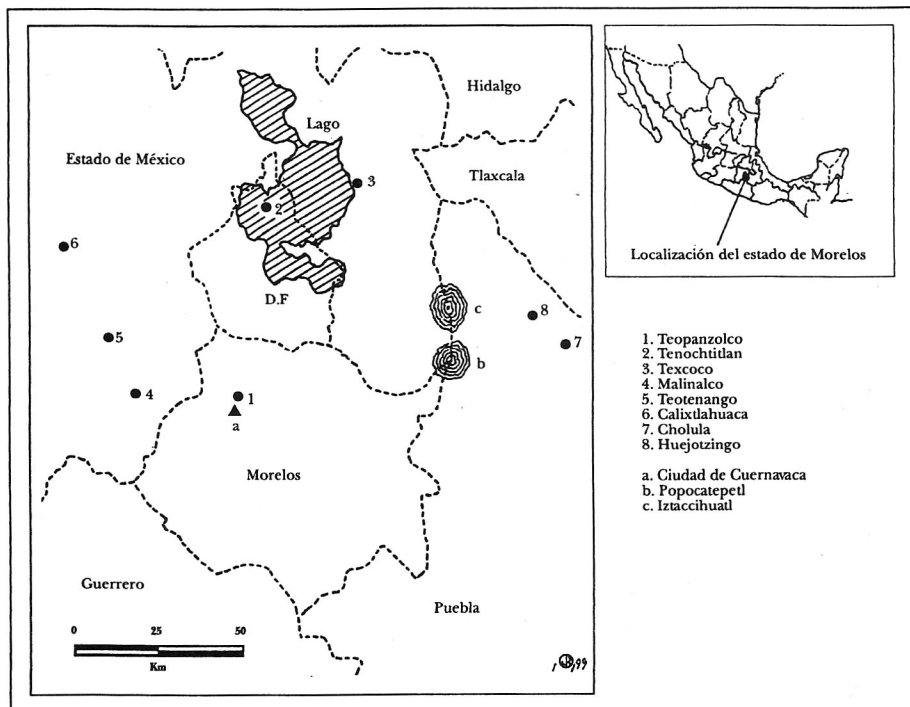 Hidalgo
Lago
Estado de México
Tlaxcala
3
2
6
D.F
c
8
5
7
b
4
1
a
Morelos
Guerrero
Puebla
0 25 50
Km
Localización del estado de Morelos
1. Teopanzolco
2. Tenochtitlan
3. Texcoco
4. Malinalco
5. Teotenango
6. Calixtlahuaca
7. Cholula
8. Huejotzingo
a. Ciudad de Cuernavaca
b. Popocatepetl
c. Iztaccihuatl